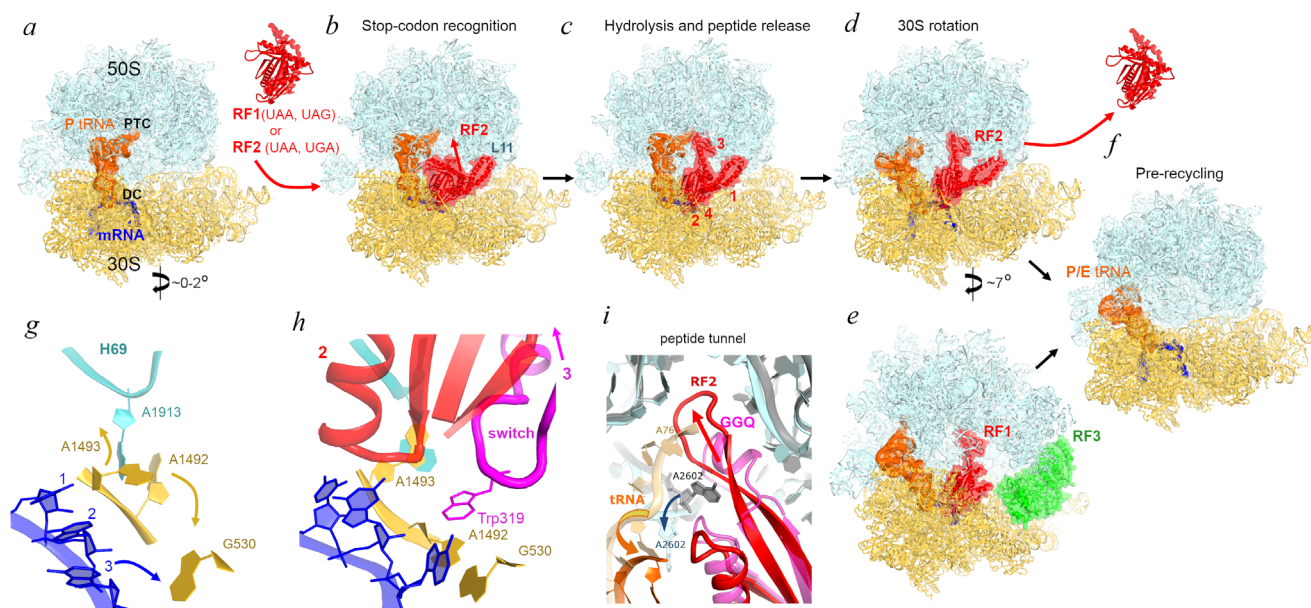 a
50S
P tRNA
PTC
DC
mRNA
30S
~0-2°
RF1(UAA, UAG)
or
RF2 (UAA, UGA)
b
Stop-codon recognition
RF2
L11
c
Hydrolysis and peptide release
3
1
2
4
d
30S rotation
RF2
~7°
f
Pre-recycling
P/E tRNA
e
RF1
RF3
g
H69
A1913
A1493
A1492
1
2
3
G530
h
2
3
switch
A1493
Trp319
A1492
G530
i
peptide tunnel
RF2
GGQ
A76
A2602
tRNA
A2602